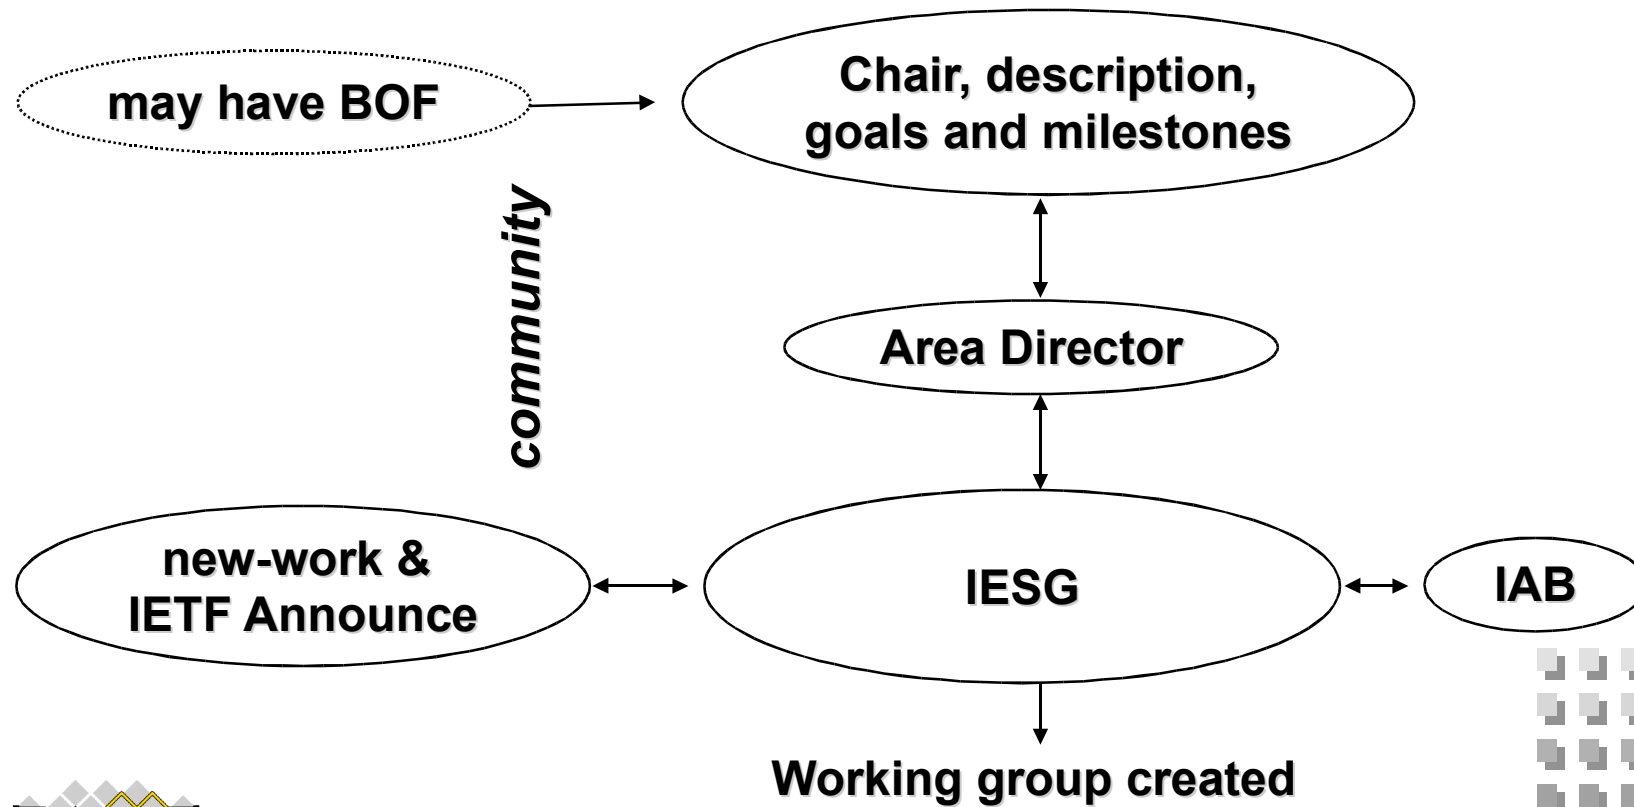 may have BOF
Chair, description,
goals and milestones
community
Area Director
new-work &
IETF Announce
IESG
IAB
Working group created